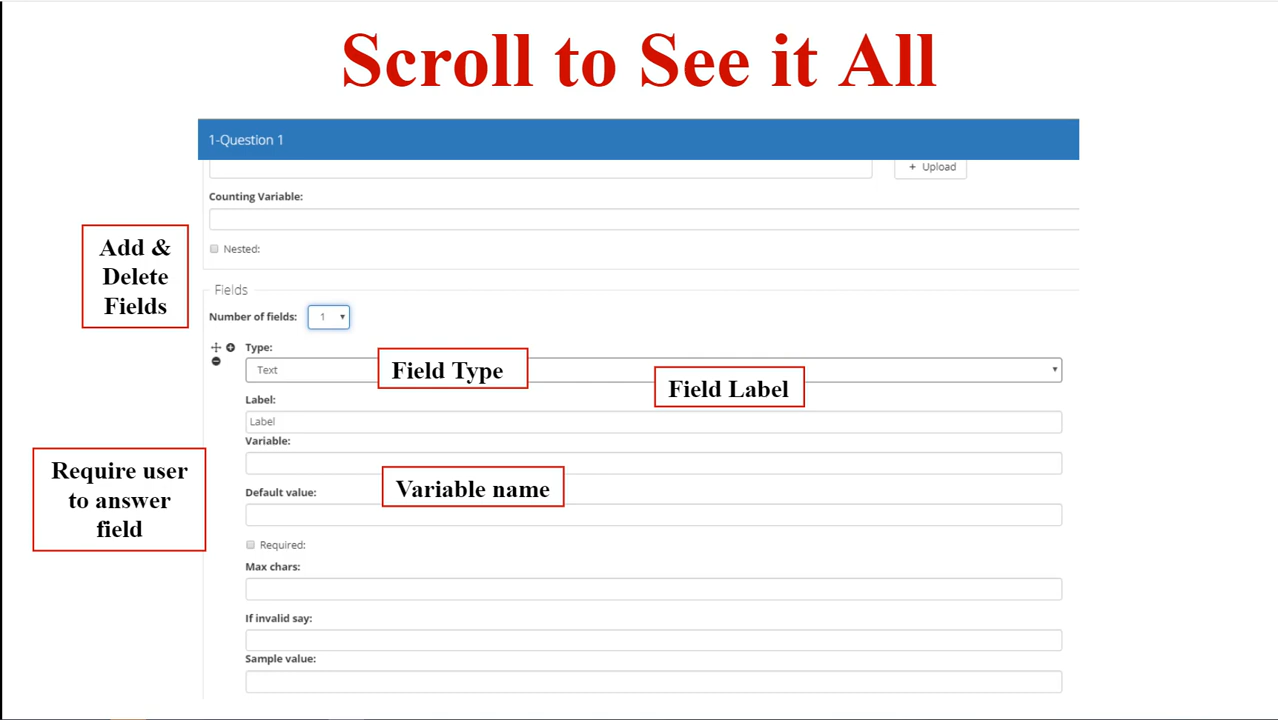 Scroll to See it All
1-Question 1
+ Upload
Counting Variable:
Nested:
Add &
Delete
Fields
Fields
Number of fields: 1
Type:
Text
Field Type
Field Label
Label:
Label
Variable:
Require user
to answer
field
Variable name
Default value:
Required:
Max chars:
If invalid say:
Sample value: